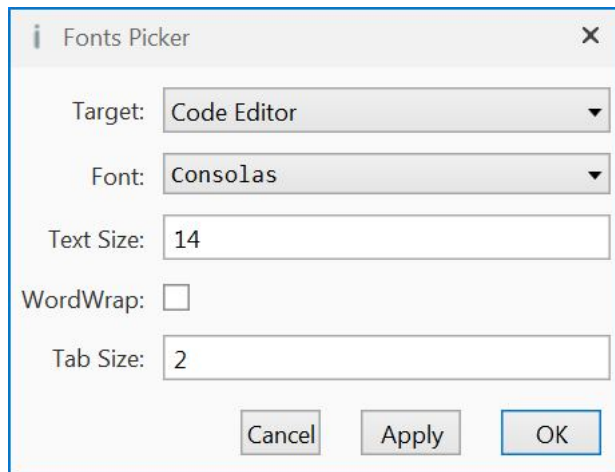 Fonts Picker
Target: Code Editor
Font: Consolas
Text Size: 14
WordWrap:
Tab Size: 2
Cancel Apply OK